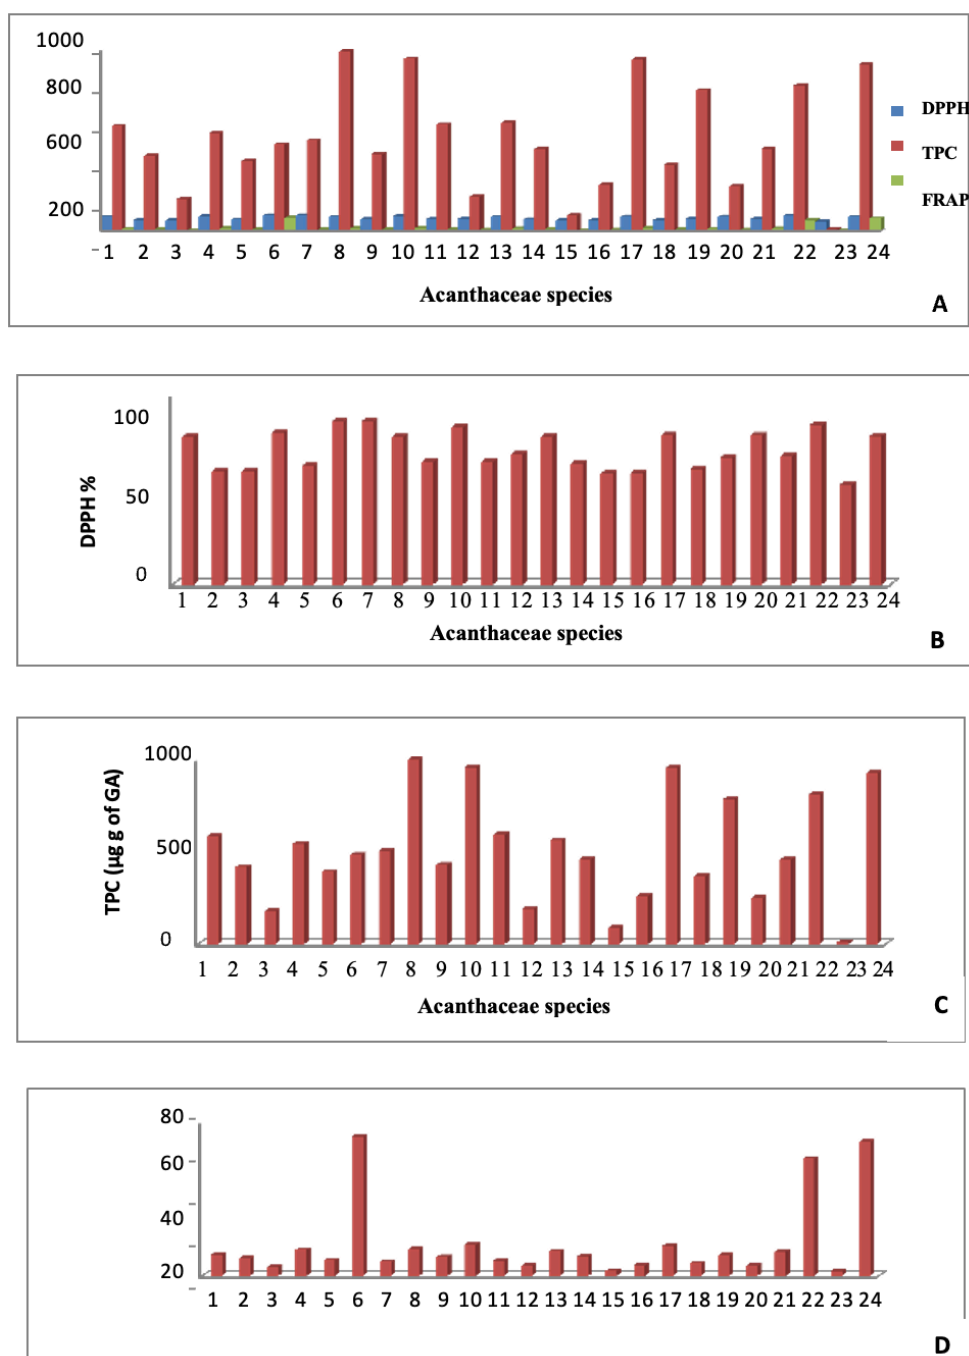 1000
800
600
200
DPPH
TPC
FRAP
1 2 3 4 5 6 7 8 9 10 11 12 13 14 15 16 17 18 19 20 21 22 23 24
Acanthaceae species
A
100
50
0
DPPH %
1 2 3 4 5 6 7 8 9 10 11 12 13 14 15 16 17 18 19 20 21 22 23 24
Acanthaceae species
B
1000
500
0
TPC (µg g of GA)
1 2 3 4 5 6 7 8 9 10 11 12 13 14 15 16 17 18 19 20 21 22 23 24
Acanthaceae species
C
80
60
40
20
1 2 3 4 5 6 7 8 9 10 11 12 13 14 15 16 17 18 19 20 21 22 23 24
D